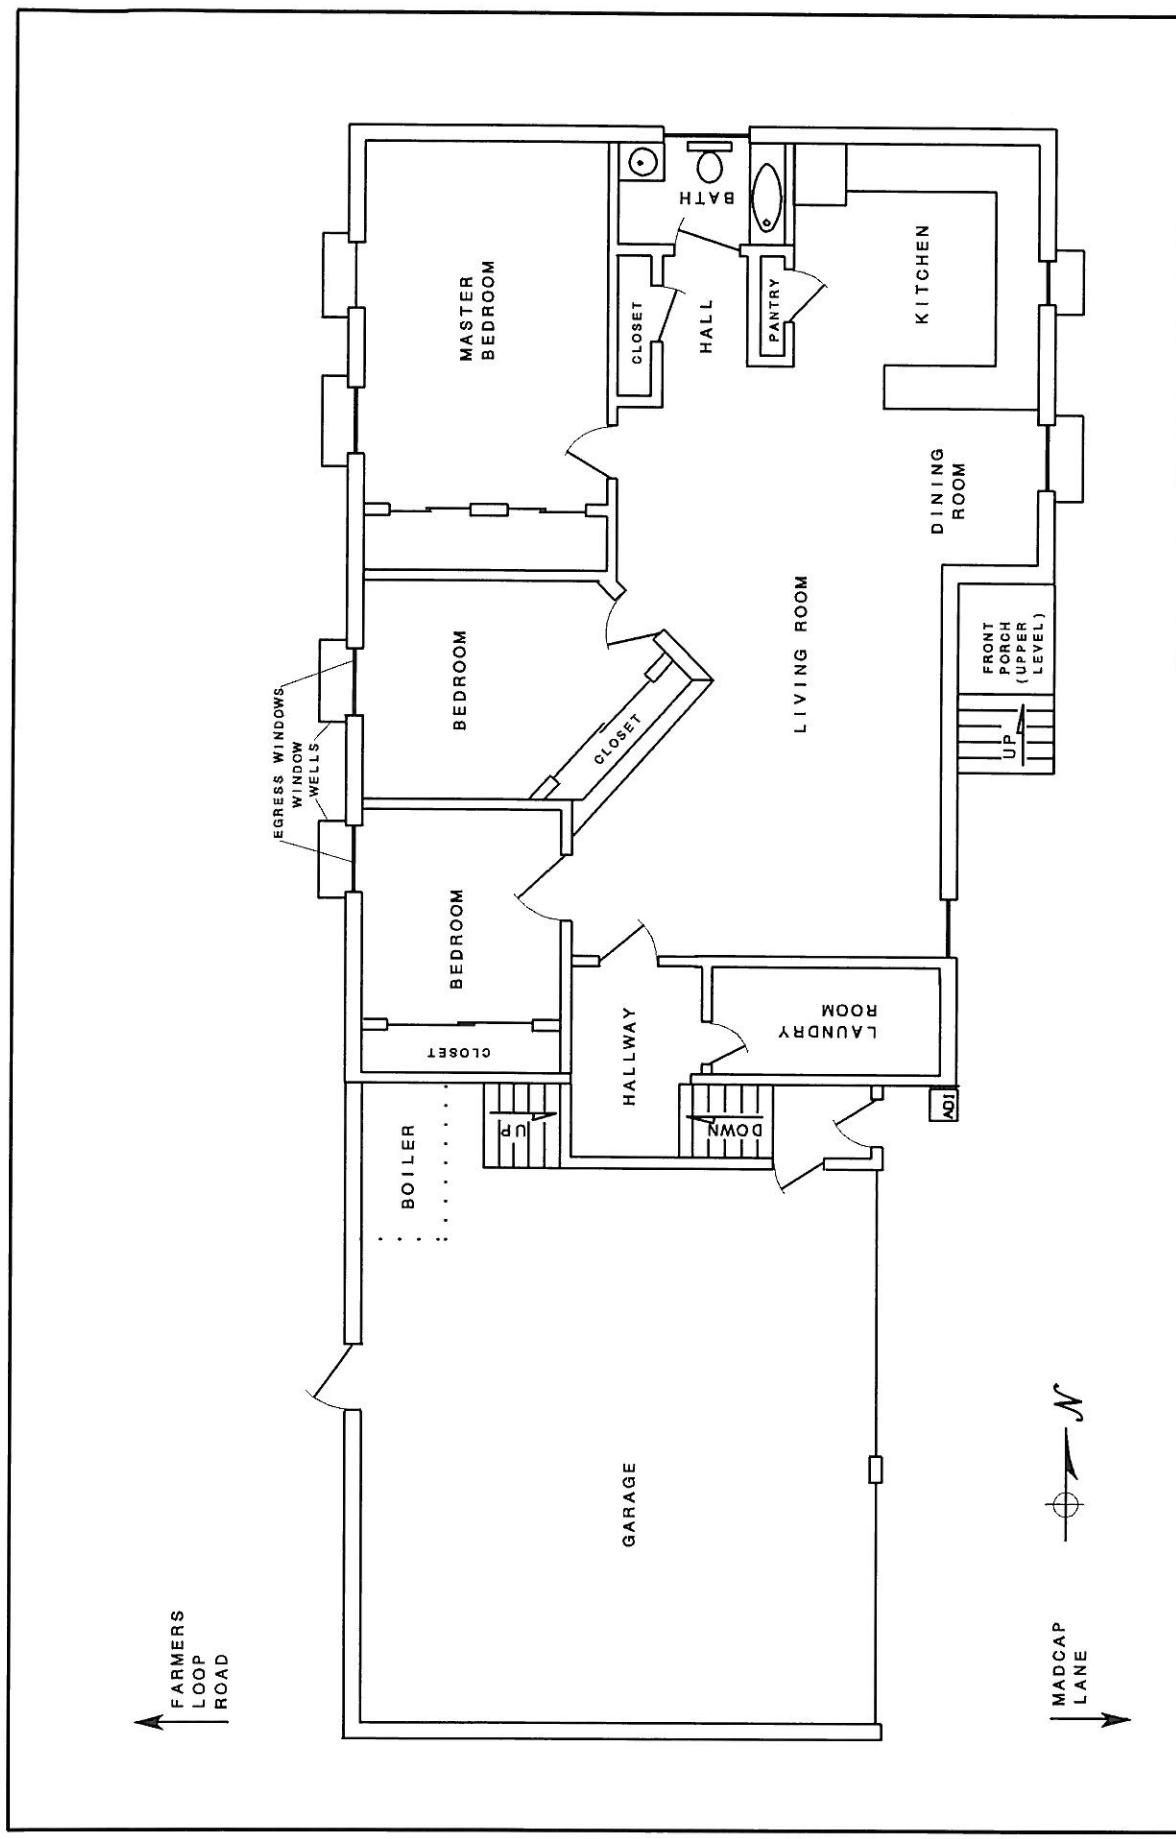 FARMERS
LOOP
ROAD
EGRESS WINDOWS
WINDOW
WELLS
MASTER
BEDROOM
BATH
CLOSET
HALL
PANTRY
KITCHEN
DINING
ROOM
BEDROOM
CLOSET
LIVING ROOM
FRONT
PORCH
(UPPER
LEVEL)
UP
BEDROOM
CLOSET
HALLWAY
LAUNDRY
ROOM
BOILER
UP
DOWN
GARAGE
N
MADCAP
LANE